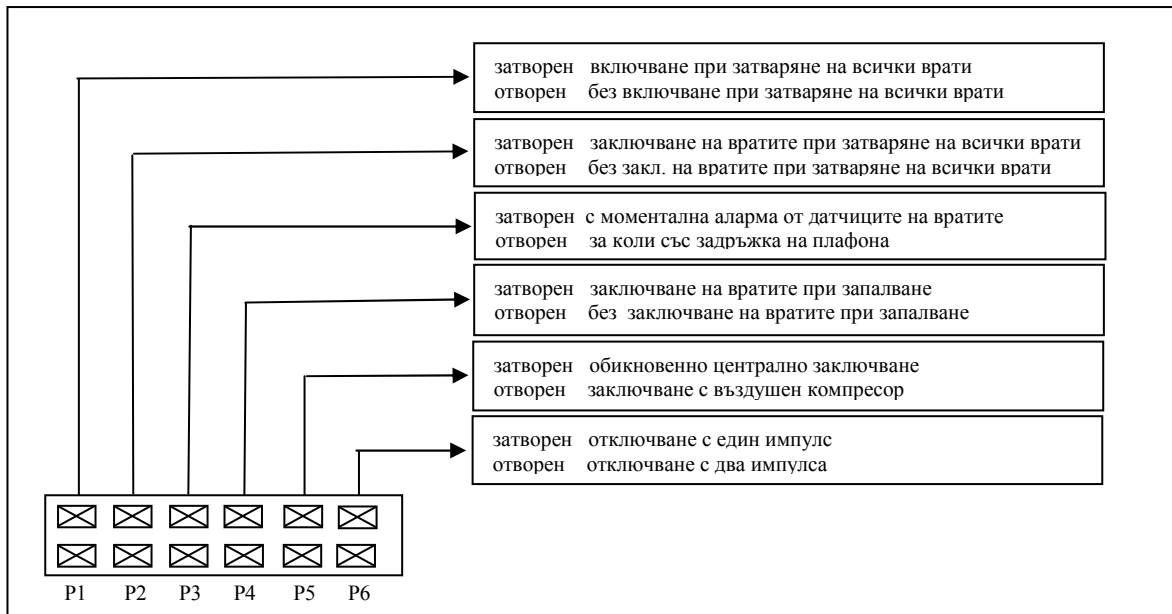 затворен включване при затваряне на всички врати
отворен без включване при затваряне на всички врати
затворен заключване на вратите при затваряне на всички врати
отворен без закл. на вратите при затваряне на всички врати
затворен с моментална аларма от датчиците на вратите
отворен за коли със задръжка на плафона
затворен заключване на вратите при запалване
отворен без заключване на вратите при запалване
затворен обикновенно централно заключване
отворен заключване с въздушен компресор
затворен отключване с един импулс
отворен отключване с два импулса
P1 P2 P3 P4 P5 P6